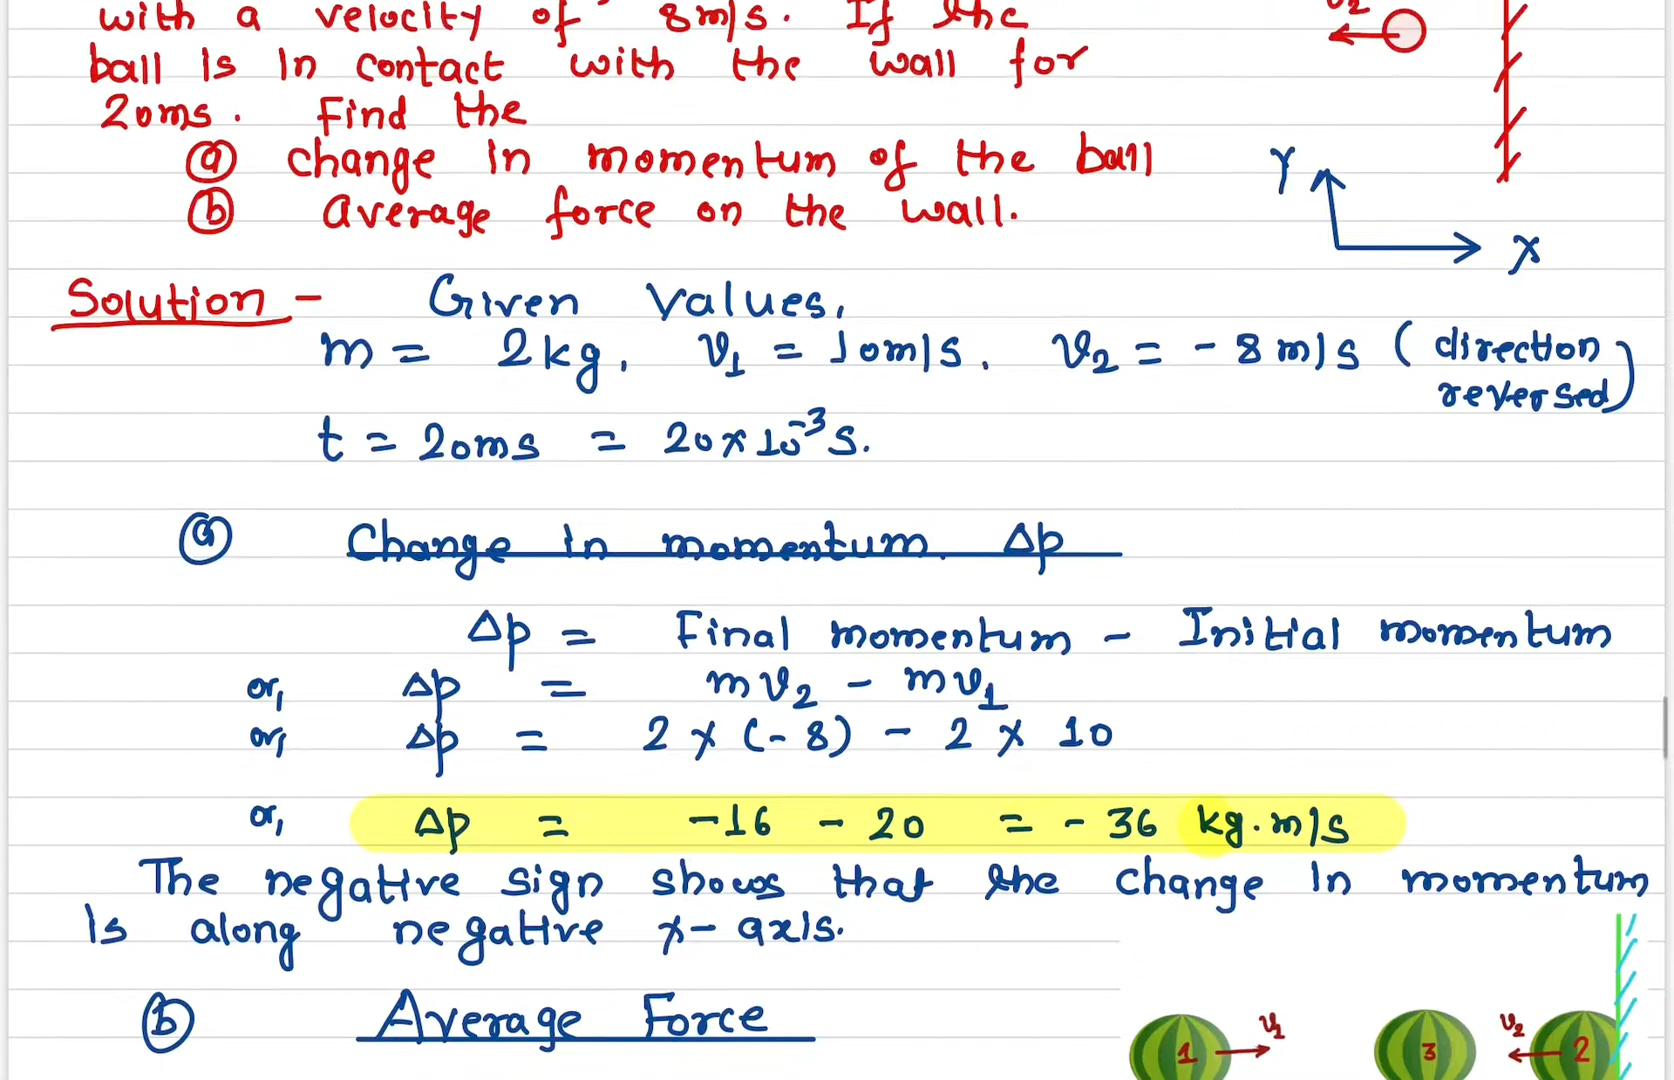 with a velocity of 8m/s. If the
v2
ball is in contact with the wall for
20ms. Find the
ⓐ change in momentum of the ball
ⓑ average force on the wall.
Y
X
Solution - Given values,
m = 2kg, v1 = 10m/s, v2 = - 8 m/s (direction reversed)
t = 20ms = 20×10⁻³s.
ⓐ Change in momentum. Δp
Δp = Final momentum - Initial momentum
or, Δp = mv2 - mv1
or, Δp = 2 × (-8) - 2 × 10
or, Δp = -16 - 20 = - 36 kg.m/s
The negative sign shows that the change in momentum
is along negative x-axis.
ⓑ Average Force
1 v1 3 v2 2